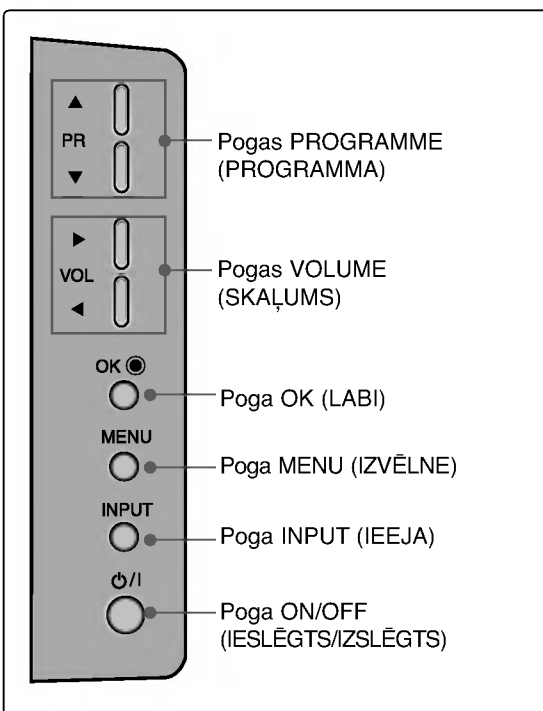 ▲
PR
▼
Pogas PROGRAMME
(PROGRAMMA)
▶
VOL
◀
Pogas VOLUME
(SKAĻUMS)
OK
Poga OK (LABI)
MENU
Poga MENU (IZVĒLNE)
INPUT
Poga INPUT (IEEJA)
⏻/I
Poga ON/OFF
(IESLĒGTS/IZSLĒGTS)